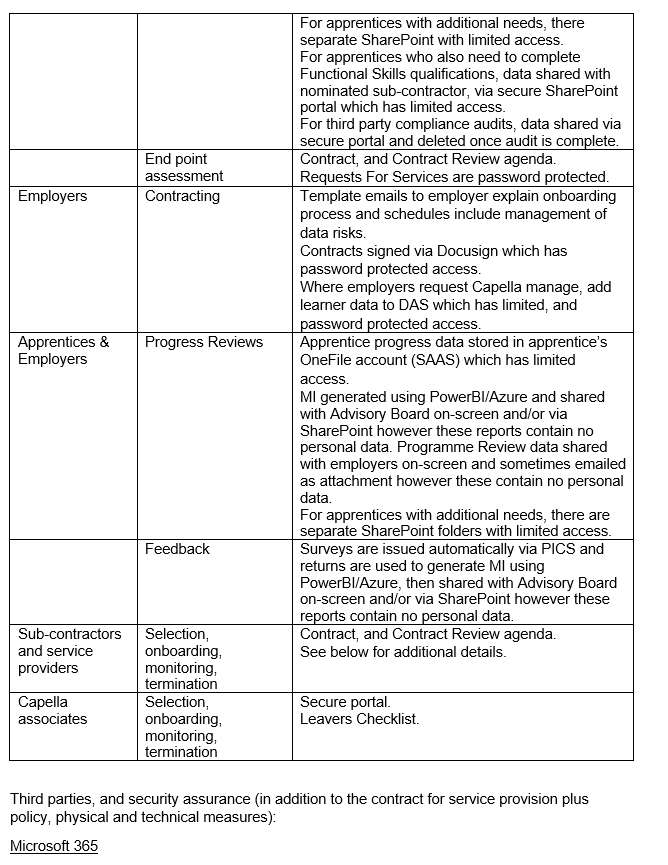 For apprentices with additional needs, there
separate SharePoint with limited access.
For apprentices who also need to complete
Functional Skills qualifications, data shared with
nominated sub-contractor, via secure SharePoint
portal which has limited access.
For third party compliance audits, data shared via
secure portal and deleted once audit is complete.
End point
assessment
Contract, and Contract Review agenda.
Requests For Services are password protected.
Employers
Contracting
Template emails to employer explain onboarding
process and schedules include management of
data risks.
Contracts signed via Docusign which has
password protected access.
Where employers request Capella manage, add
learner data to DAS which has limited, and
password protected access.
Apprentices &
Employers
Progress Reviews
Apprentice progress data stored in apprentice's
OneFile account (SAAS) which has limited
access.
MI generated using PowerBI/Azure and shared
with Advisory Board on-screen and/or via
SharePoint however these reports contain no
personal data. Programme Review data shared
with employers on-screen and sometimes emailed
as attachment however these contain no personal
data.
For apprentices with additional needs, there are
separate SharePoint folders with limited access.
Feedback
Surveys are issued automatically via PICS and
returns are used to generate MI using
PowerBI/Azure, then shared with Advisory Board
on-screen and/or via SharePoint however these
reports contain no personal data.
Sub-contractors
and service
providers
Selection,
onboarding,
monitoring,
termination
Contract, and Contract Review agenda.
See below for additional details.
Capella
associates
Selection,
onboarding,
monitoring,
termination
Secure portal.
Leavers Checklist.
Third parties, and security assurance (in addition to the contract for service provision plus
policy, physical and technical measures):
Microsoft 365